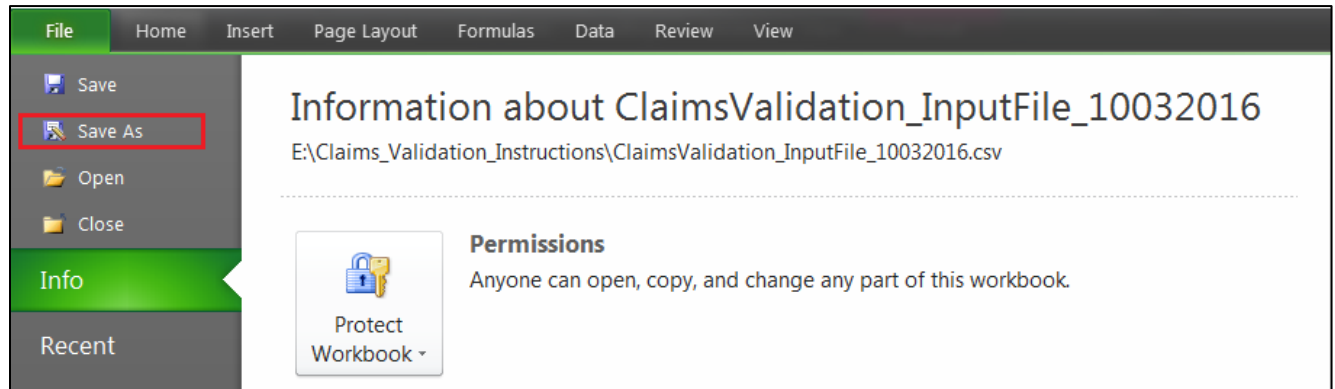 File Home Insert Page Layout Formulas Data Review View
Save
Save As
Open
Close
Info
Recent
Information about ClaimsValidation_InputFile_10032016
E:\Claims_Validation_Instructions\ClaimsValidation_InputFile_10032016.csv
Protect
Workbook
Permissions
Anyone can open, copy, and change any part of this workbook.